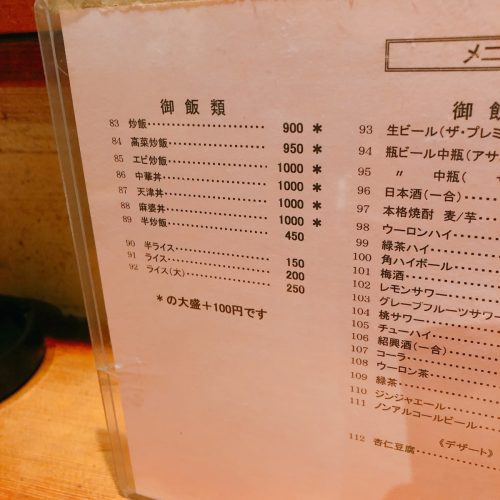 御飯類
83 炒飯 900 *
84 高菜炒飯 950 *
85 エビ炒飯 1000 *
86 中華丼 1000 *
87 天津丼 1000 *
88 麻婆丼 1000 *
89 半炒飯 450
90 半ライス 150
91 ライス 200
92 ライス(大) 250
*の大盛+100円です
メニ
御飯
93 生ビール(ザ・プレミ
94 瓶ビール中瓶(アサ
95 〃 中瓶(
96 日本酒(一合)
97 本格焼酎 麦/芋
98 ウーロンハイ
99 緑茶ハイ
100 角ハイボール
101 梅酒
102 レモンサワー
103 グレープフルーツサワー
104 桃サワー
105 チューハイ
106 紹興酒(一合)
107 コーラ
108 ウーロン茶
109 緑茶
110 ジンジャエール
111 ノンアルコールビール
《デザート》
112 杏仁豆腐